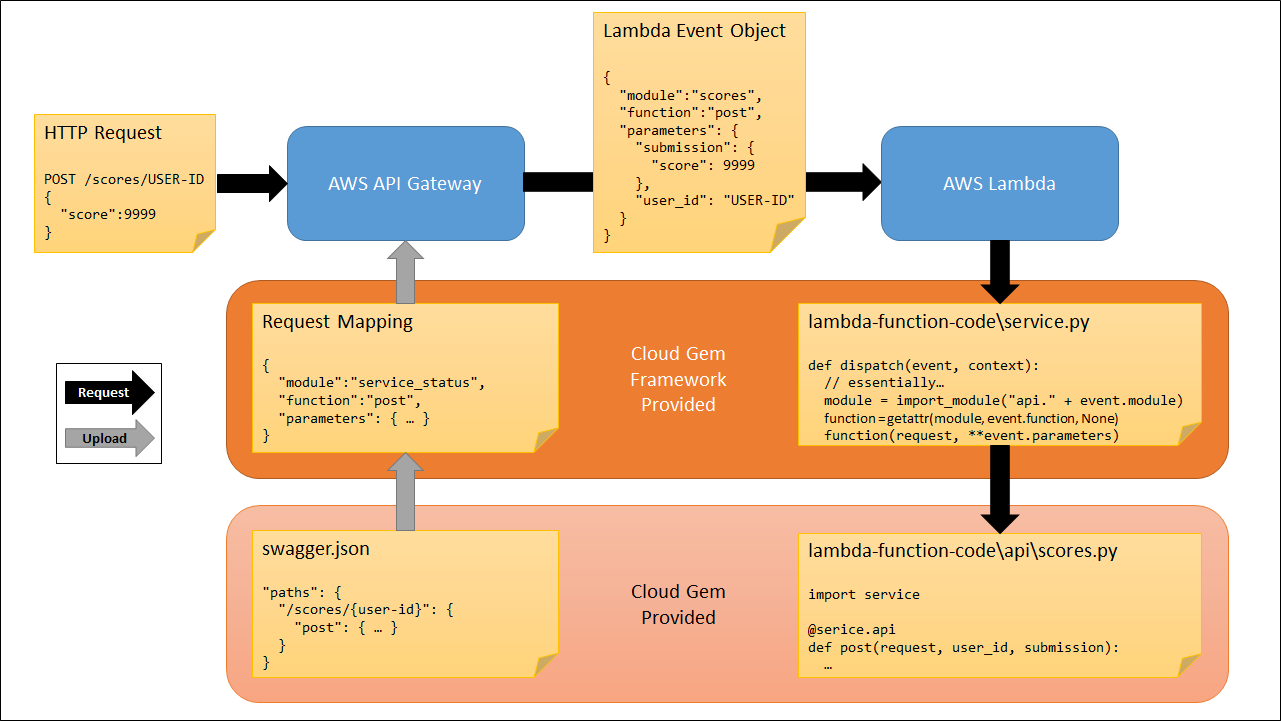 Lambda Event Object
{
"module":"scores",
"function":"post",
"parameters": {
"submission": {
"score": 9999
},
"user_id": "USER-ID"
}
}
HTTP Request
POST /scores/USER-ID
{
"score":9999
}
AWS API Gateway
AWS Lambda
Request Mapping
{
"module":"service_status",
"function":"post",
"parameters": { … }
}
Cloud Gem
Framework
Provided
lambda-function-code\service.py
def dispatch(event, context):
// essentially…
module = import_module("api." + event.module)
function = getattr(module, event.function, None)
function(request, **event.parameters)
Request
Upload
swagger.json
"paths": {
"/scores/{user-id}": {
"post": { … }
}
}
Cloud Gem
Provided
lambda-function-code\api\scores.py
import service
@serice.api
def post(request, user_id, submission):
…